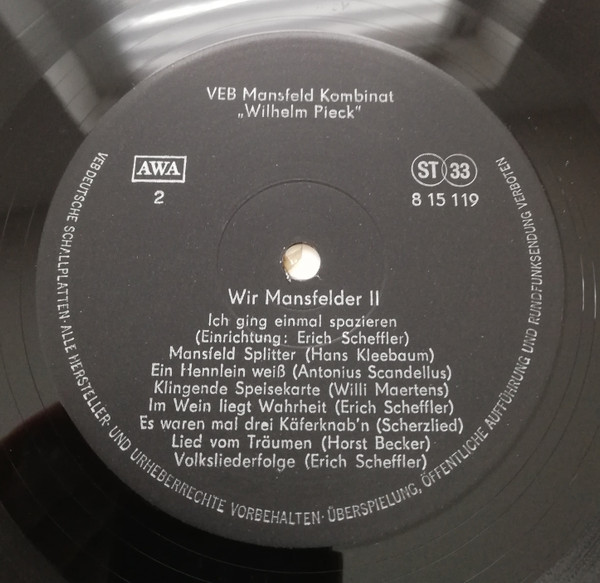 VEB Mansfeld Kombinat
„Wilhelm Pieck“
AWA
2
ST 33
8 15 119
Wir Mansfelder II
Ich ging einmal spazieren
(Einrichtung: Erich Scheffler)
Mansfeld Splitter (Hans Kleebaum)
Ein Hennlein weiß (Antonius Scandellus)
Klingende Speisekarte (Willi Maertens)
Im Wein liegt Wahrheit (Erich Scheffler)
Es waren mal drei Käferknab'n (Scherzlied)
Lied vom Träumen (Horst Becker)
Volksliederfolge (Erich Scheffler)
VEB DEUTSCHE SCHALLPLATTEN · ALLE HERSTELLER- UND URHEBERRECHTE VORBEHALTEN · ÜBERSPIELUNG, ÖFFENTLICHE AUFFÜHRUNG UND RUNDFUNKSENDUNG VERBOTEN